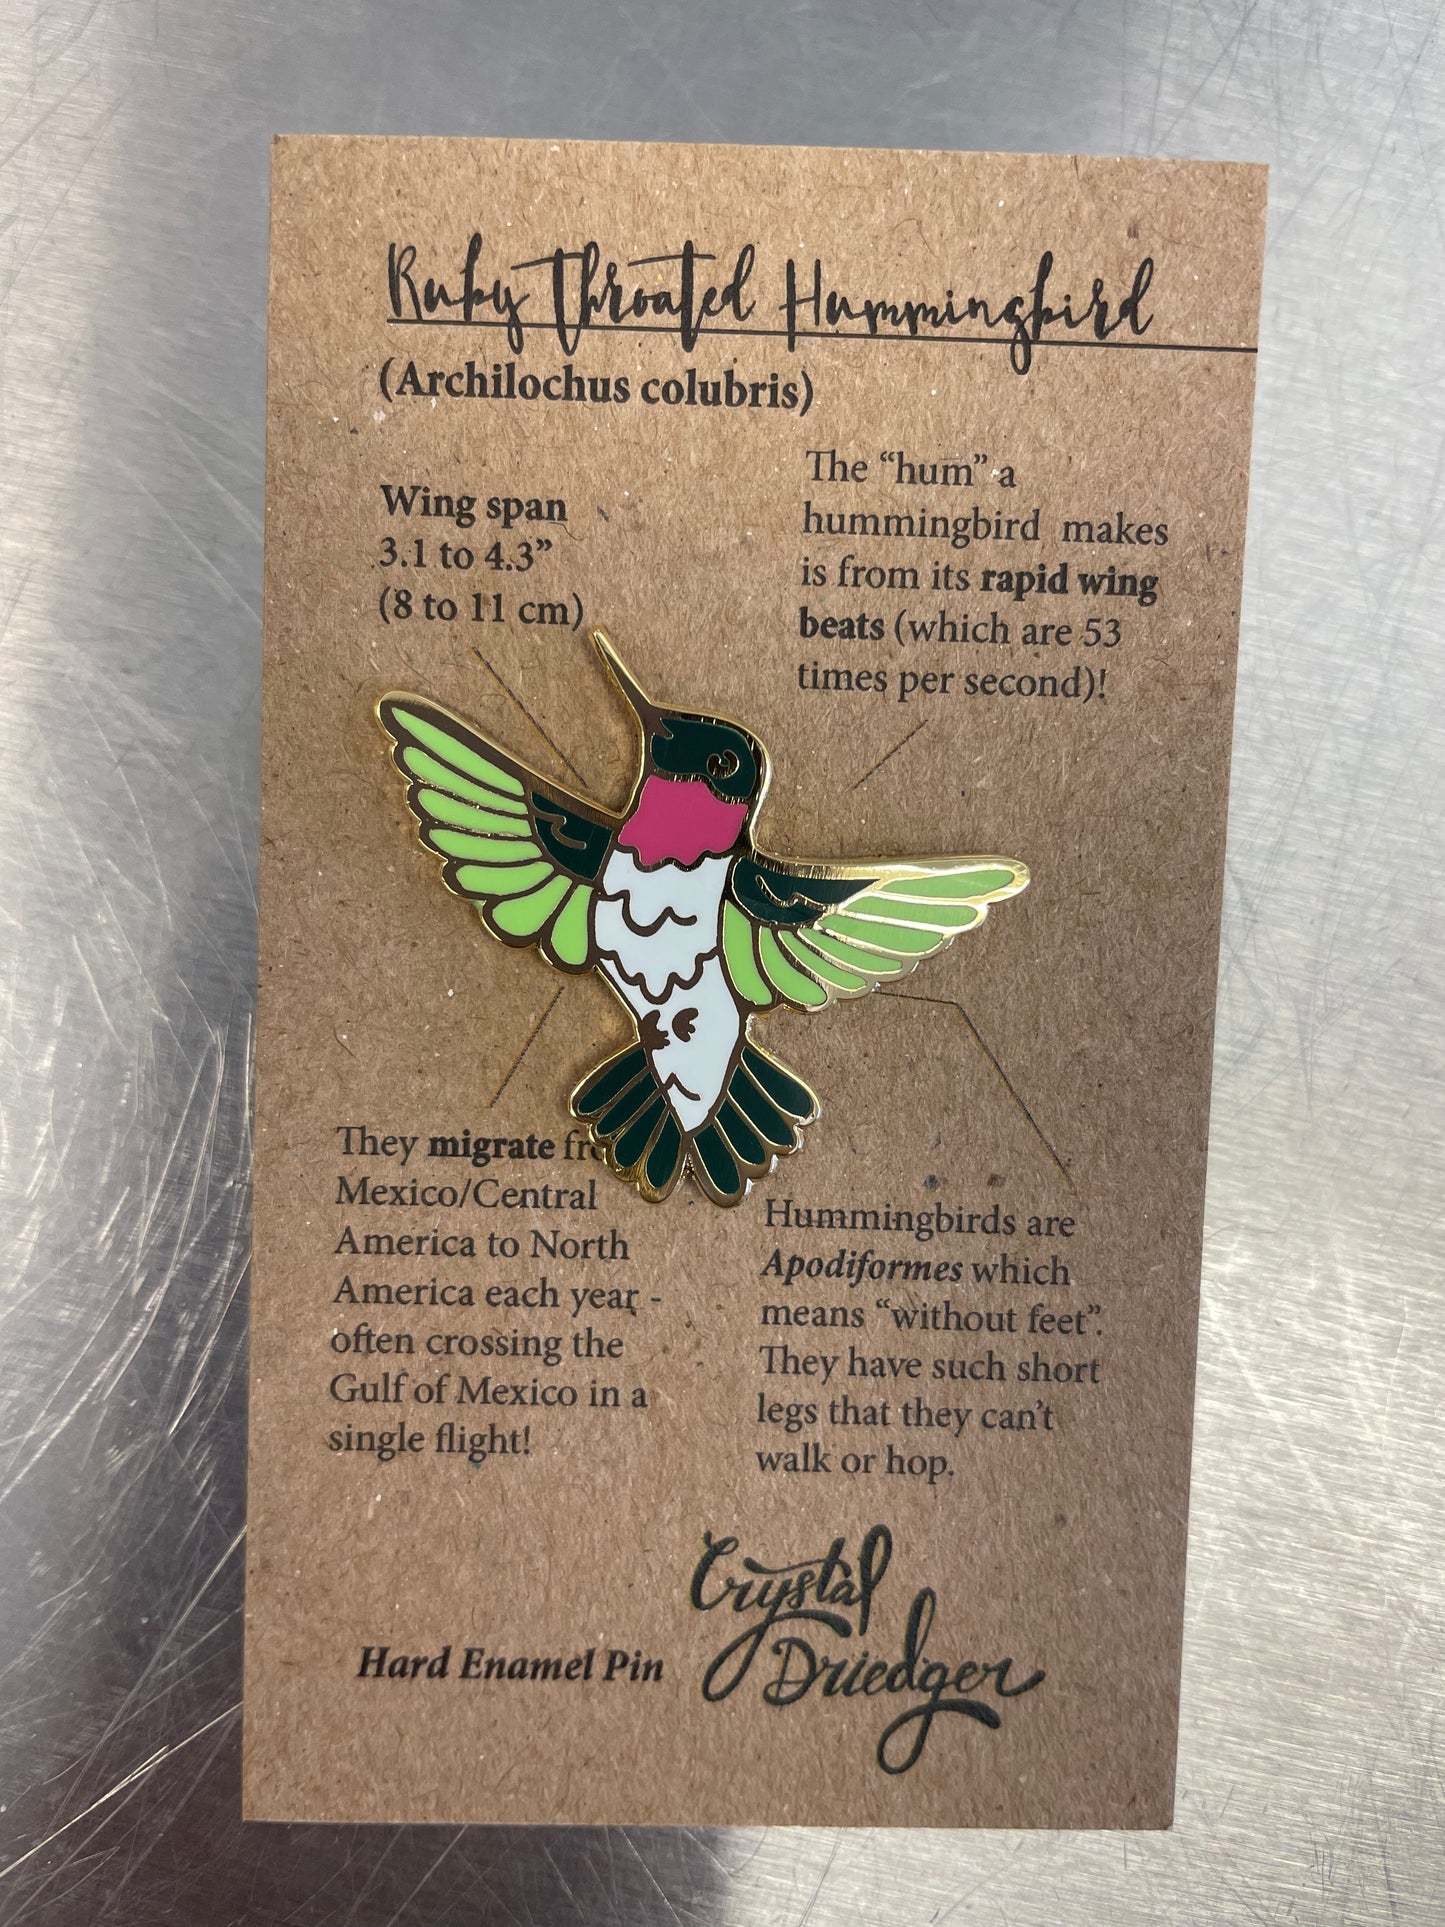 Ruby Throated Hummingbird
(Archilochus colubris)
Wing span
3.1 to 4.3”
(8 to 11 cm)
The “hum” a
hummingbird makes
is from its rapid wing
beats (which are 53
times per second)!
They migrate
Mexico/Central
America to North
America each year -
often crossing the
Gulf of Mexico in a
single flight!
Hummingbirds are
Apodiformes which
means “without feet”.
They have such short
legs that they can’t
walk or hop.
Hard Enamel Pin
Crystal
Driedger